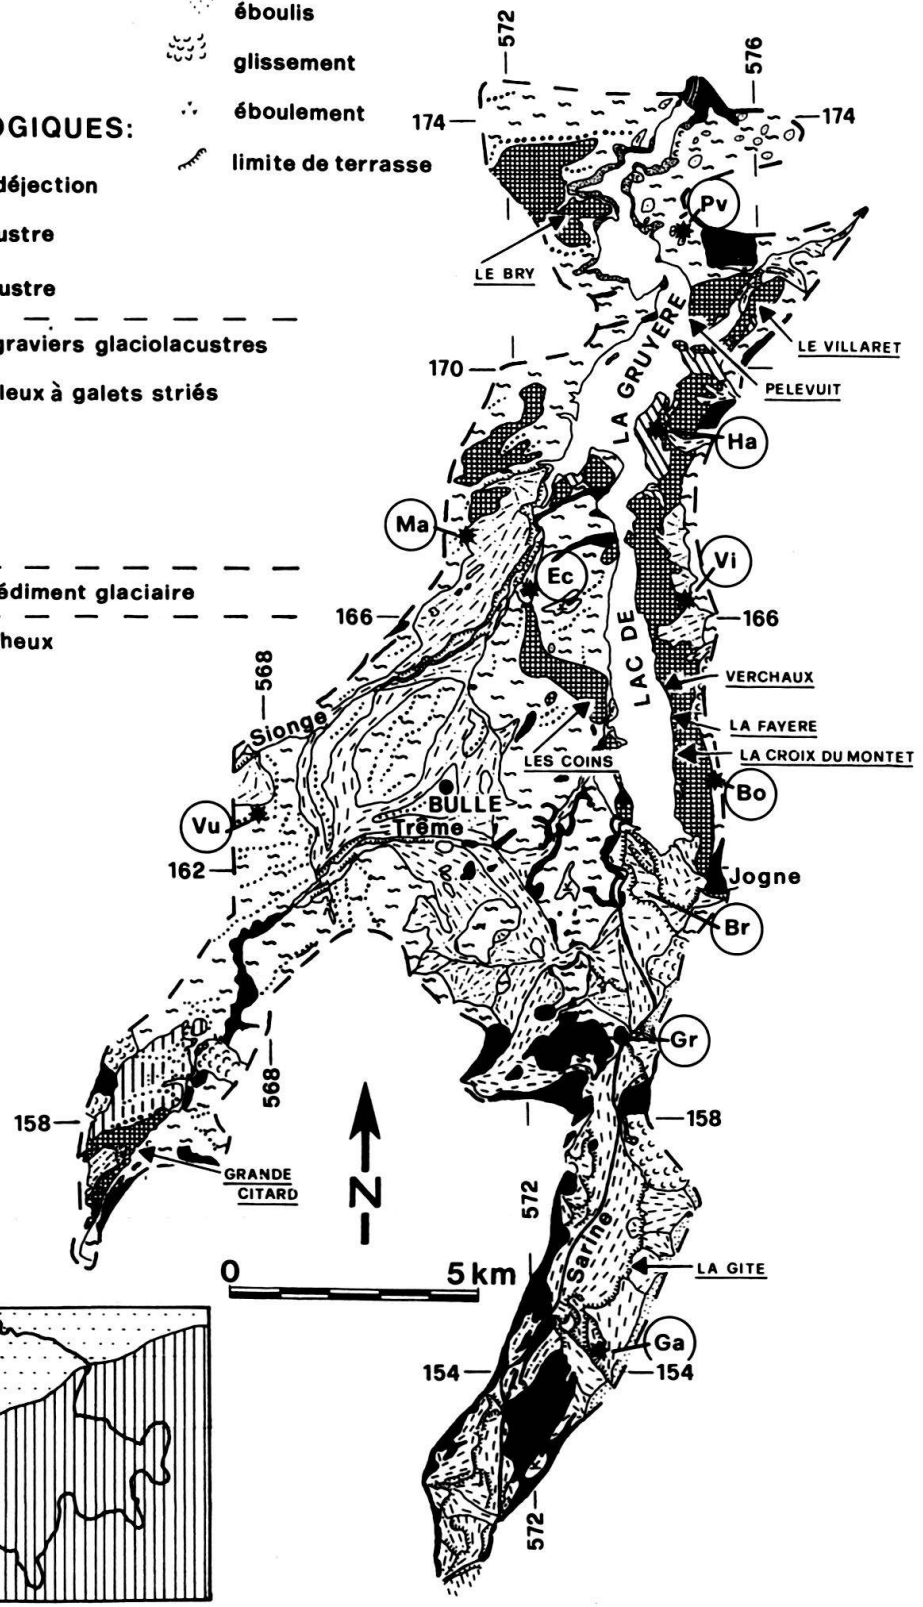 éboulis
glissement
éboulement
limite de terrasse
OGIQUES:
déjection
ustre
ustre
graviers glaciolacustres
leux à galets striés
édiment glaciaire
heux
572
576
174
174
Pv
LE BRY
LE VILLARET
PELEVUIT
170
LA GRUYERE
Ha
Ma
Ec
Vi
166
166
LAC DE
568
VERCHAUX
LA FAYERE
LA CROIX DU MONTET
Sionge
LES COINS
BULLE
Bo
Vu
Trême
162
Jogne
Br
Gr
568
158
158
GRANDE
CITARD
N
572
Sarine
0 5 km
LA GITE
Ga
154
154
572